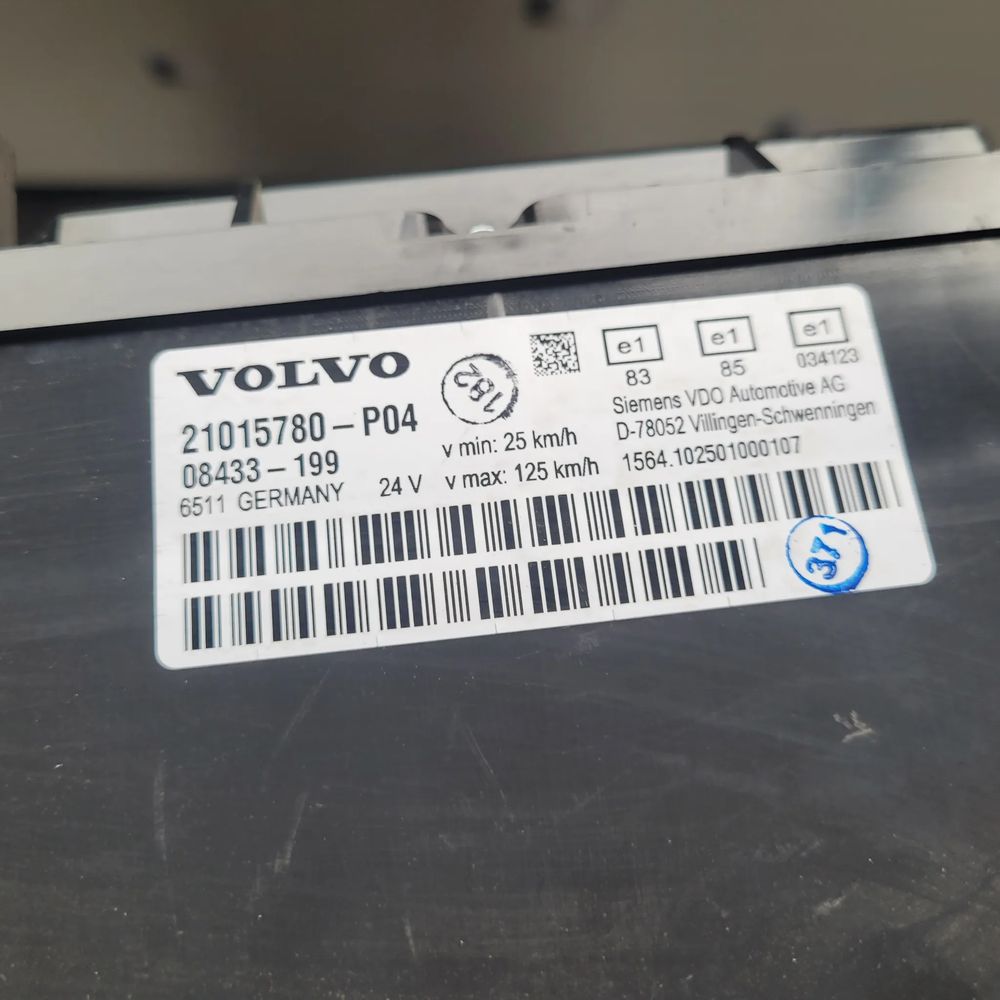 VOLVO
182
21015780-P04
08433-199
6511 GERMANY
24 V
v min: 25 km/h
v max: 125 km/h
e1
83
e1
85
e1
034123
Siemens VDO Automotive AG
D-78052 Villingen-Schwenningen
1564.102501000107
371